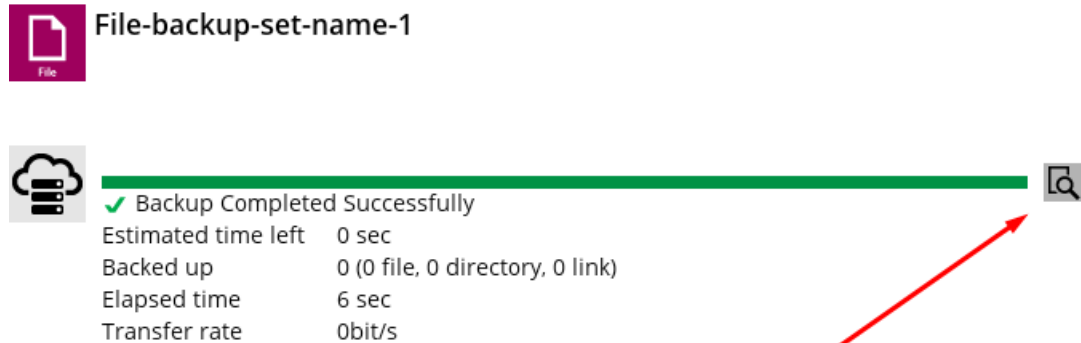 File-backup-set-name-1
File
Backup Completed Successfully
Estimated time left 0 sec
Backed up 0 (0 file, 0 directory, 0 link)
Elapsed time 6 sec
Transfer rate 0bit/s